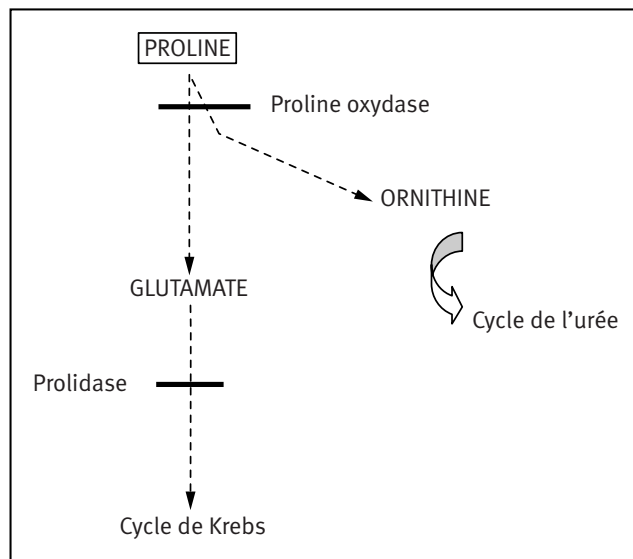 PROLINE
Proline oxydase
ORNITHINE
GLUTAMATE
Cycle de l’urée
Prolidase
Cycle de Krebs